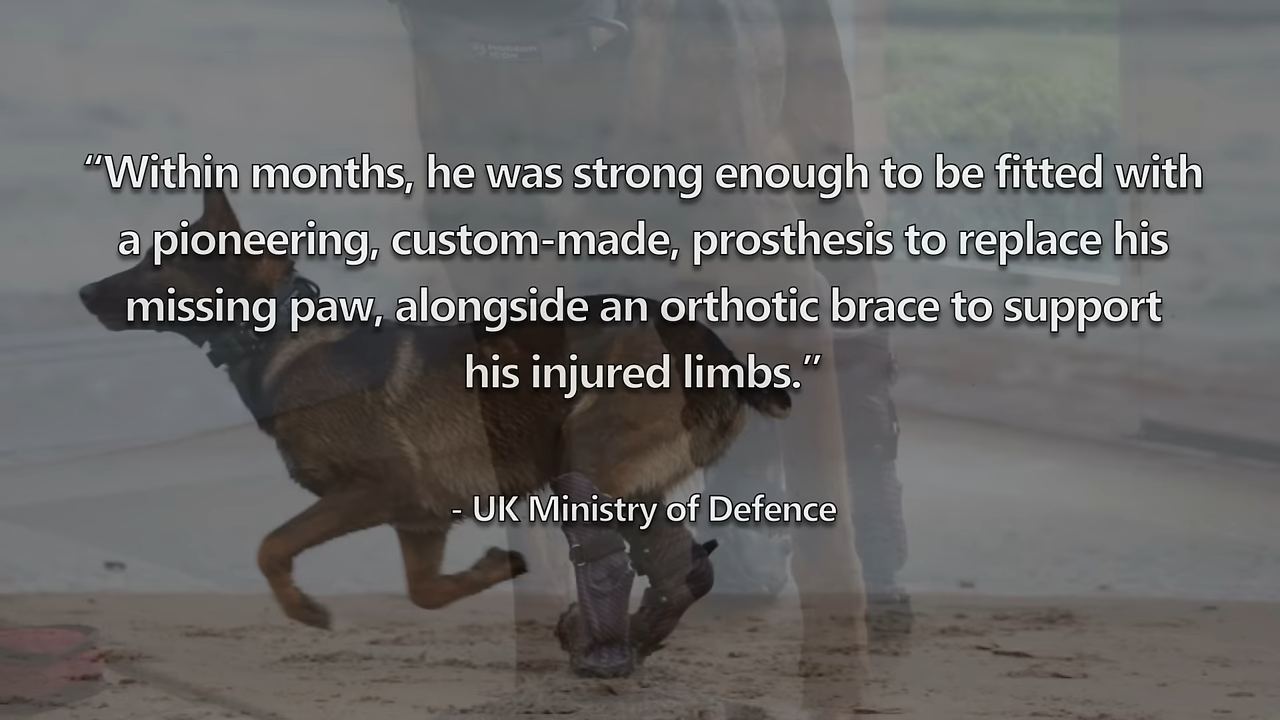 “Within months, he was strong enough to be fitted with
a pioneering, custom-made, prosthesis to replace his
missing paw, alongside an orthotic brace to support
his injured limbs.”
- UK Ministry of Defence